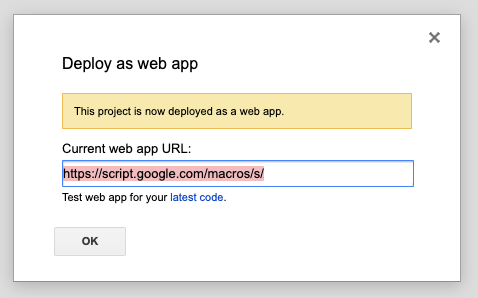 Deploy as web app
This project is now deployed as a web app.
Current web app URL:
https://script.google.com/macros/s/
Test web app for your latest code.
OK